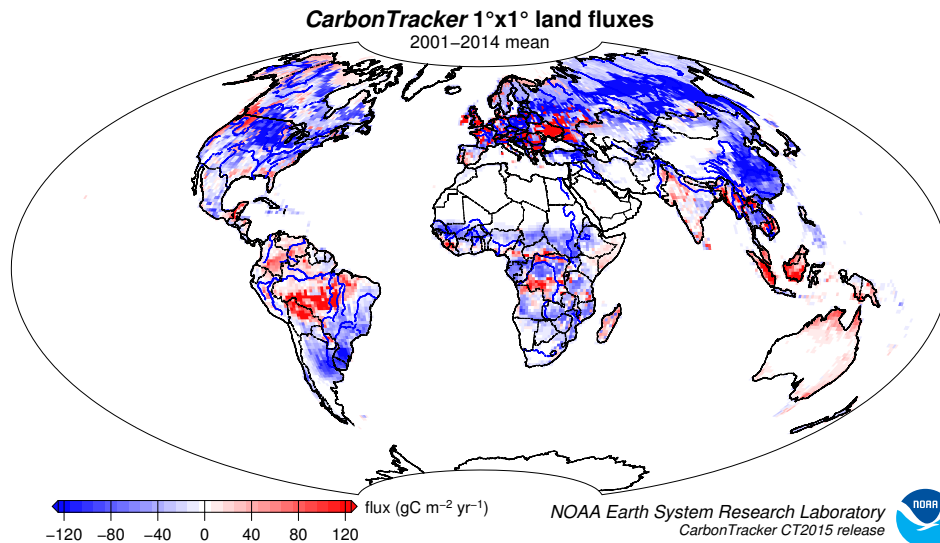 CarbonTracker 1°x1° land fluxes
2001−2014 mean
flux (gC m−2 yr−1)
−120 −80 −40 0 40 80 120
NOAA Earth System Research Laboratory
CarbonTracker CT2015 release
NOAA